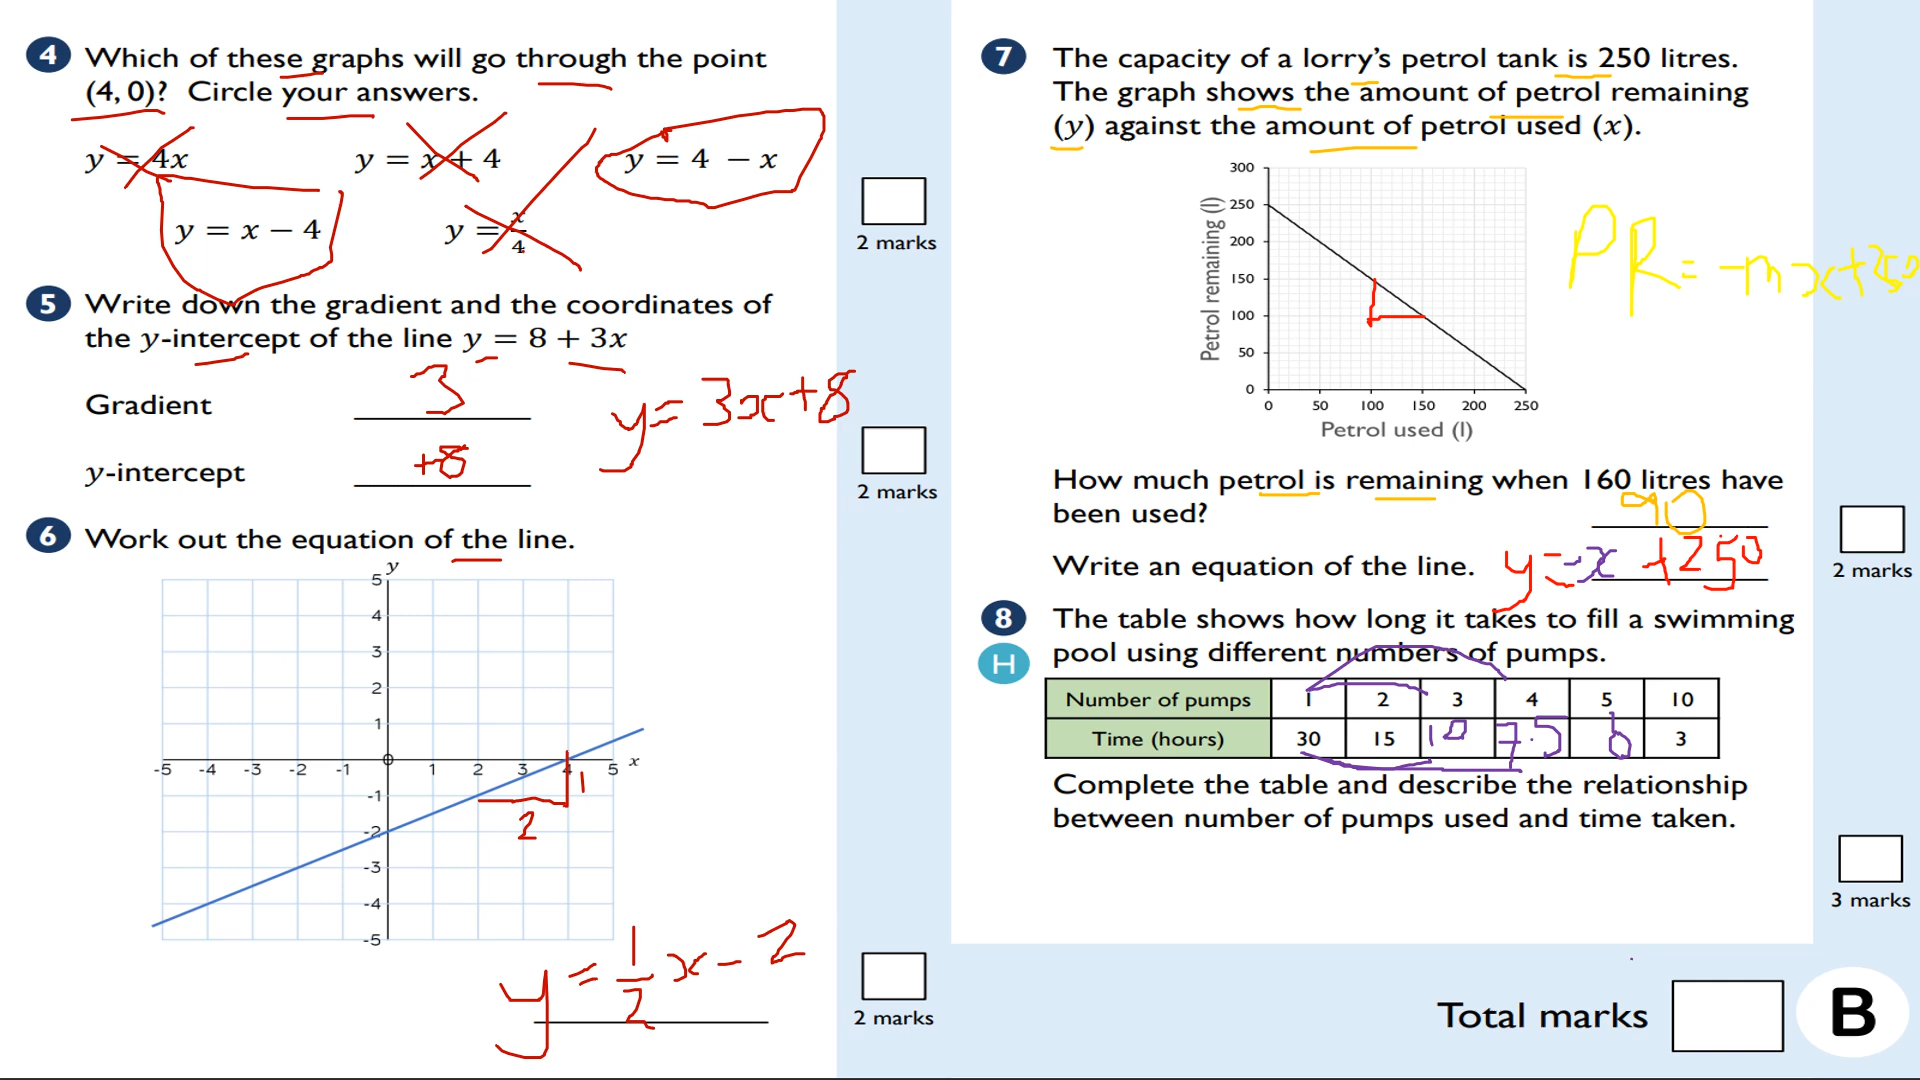 4 Which of these graphs will go through the point
(4, 0)? Circle your answers.
y = 4x y = x + 4 y = 4 − x
y = x − 4 y = x/4
2 marks
5 Write down the gradient and the coordinates of
the y-intercept of the line y = 8 + 3x
Gradient 3 y = 3x+8
y-intercept +8
2 marks
6 Work out the equation of the line.
y
5
4
3
2
1
-5 -4 -3 -2 -1 0 1 2 3 4 5 x
-1
-2
-3
-4
-5
1
2
y = 1/2 x - 2
2 marks
7 The capacity of a lorry's petrol tank is 250 litres.
The graph shows the amount of petrol remaining
(y) against the amount of petrol used (x).
Petrol remaining (l)
300
250
200
150
100
50
0
0 50 100 150 200 250
Petrol used (l)
PR = -mx+250
How much petrol is remaining when 160 litres have
been used? 90
Write an equation of the line. y=-x +250
2 marks
8 The table shows how long it takes to fill a swimming
H pool using different numbers of pumps.
Number of pumps 1 2 3 4 5 10
Time (hours) 30 15 10 7.5 6 3
Complete the table and describe the relationship
between number of pumps used and time taken.
3 marks
Total marks B